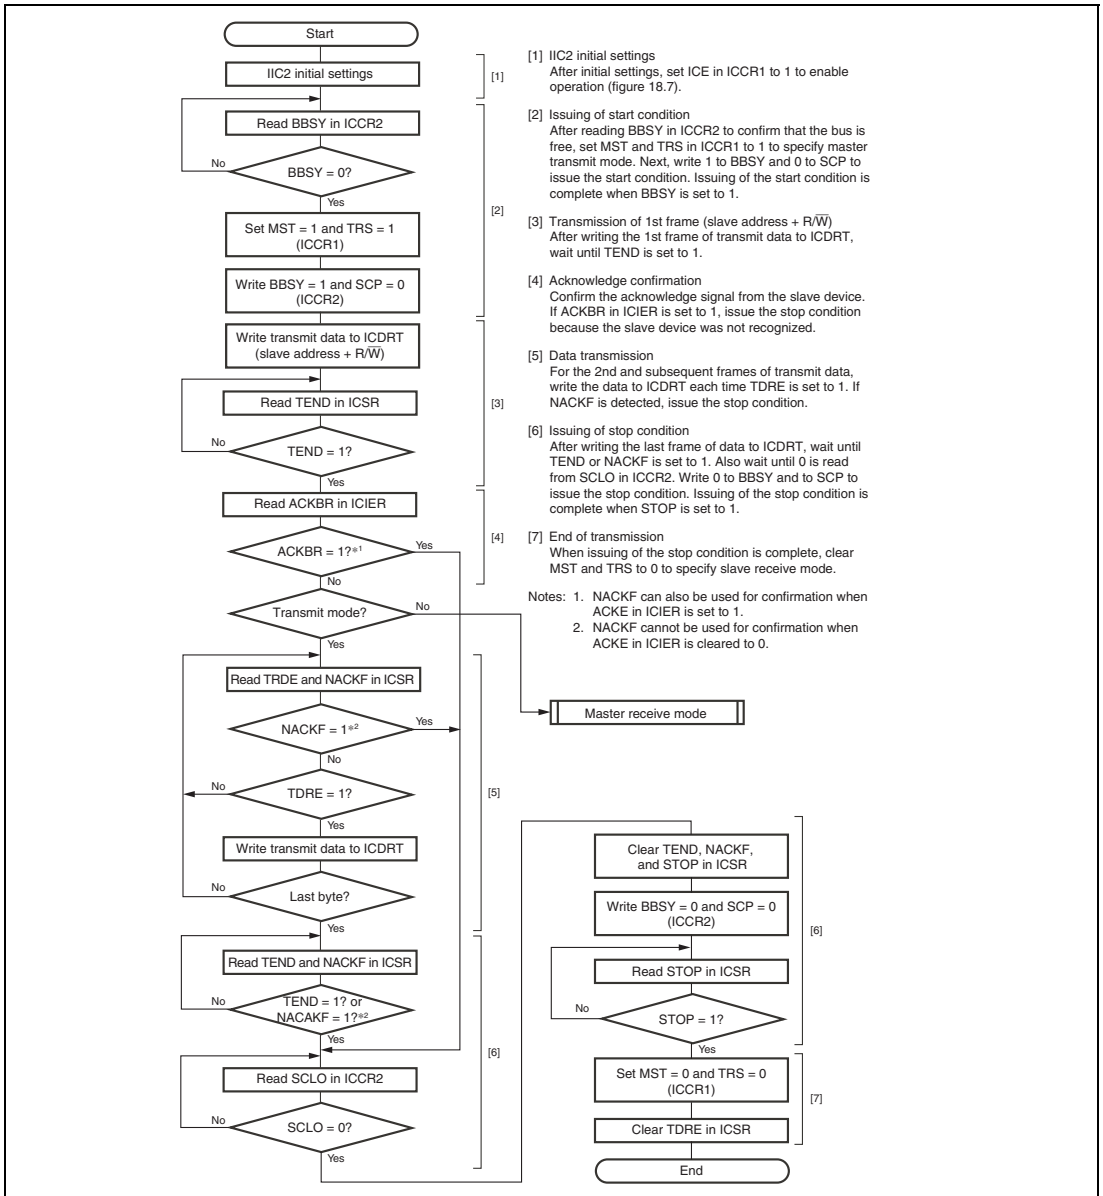 Start
IIC2 initial settings
[1]
Read BBSY in ICCR2
BBSY = 0?
No
Yes
[2]
Set MST = 1 and TRS = 1
(ICCR1)
Write BBSY = 1 and SCP = 0
(ICCR2)
Write transmit data to ICDRT
(slave address + R/W̅)
Read TEND in ICSR
[3]
No
TEND = 1?
Yes
Read ACKBR in ICIER
[4]
ACKBR = 1?*1
Yes
No
Transmit mode?
No
Yes
Read TRDE and NACKF in ICSR
NACKF = 1*2
Yes
No
No
TDRE = 1?
[5]
Yes
Write transmit data to ICDRT
No
Last byte?
Yes
Read TEND and NACKF in ICSR
No
TEND = 1? or
NACAKF = 1?*2
Yes
[6]
Read SCLO in ICCR2
No
SCLO = 0?
Yes
[1] IIC2 initial settings
After initial settings, set ICE in ICCR1 to 1 to enable
operation (figure 18.7).
[2] Issuing of start condition
After reading BBSY in ICCR2 to confirm that the bus is
free, set MST and TRS in ICCR1 to 1 to specify master
transmit mode. Next, write 1 to BBSY and 0 to SCP to
issue the start condition. Issuing of the start condition is
complete when BBSY is set to 1.
[3] Transmission of 1st frame (slave address + R/W̅)
After writing the 1st frame of transmit data to ICDRT,
wait until TEND is set to 1.
[4] Acknowledge confirmation
Confirm the acknowledge signal from the slave device.
If ACKBR in ICIER is set to 1, issue the stop condition
because the slave device was not recognized.
[5] Data transmission
For the 2nd and subsequent frames of transmit data,
write the data to ICDRT each time TDRE is set to 1. If
NACKF is detected, issue the stop condition.
[6] Issuing of stop condition
After writing the last frame of data to ICDRT, wait until
TEND or NACKF is set to 1. Also wait until 0 is read
from SCLO in ICCR2. Write 0 to BBSY and to SCP to
issue the stop condition. Issuing of the stop condition is
complete when STOP is set to 1.
[7] End of transmission
When issuing of the stop condition is complete, clear
MST and TRS to 0 to specify slave receive mode.
Notes: 1. NACKF can also be used for confirmation when
ACKE in ICIER is set to 1.
2. NACKF cannot be used for confirmation when
ACKE in ICIER is cleared to 0.
Master receive mode
Clear TEND, NACKF,
and STOP in ICSR
Write BBSY = 0 and SCP = 0
(ICCR2)
[6]
Read STOP in ICSR
No
STOP = 1?
Yes
Set MST = 0 and TRS = 0
(ICCR1)
[7]
Clear TDRE in ICSR
End